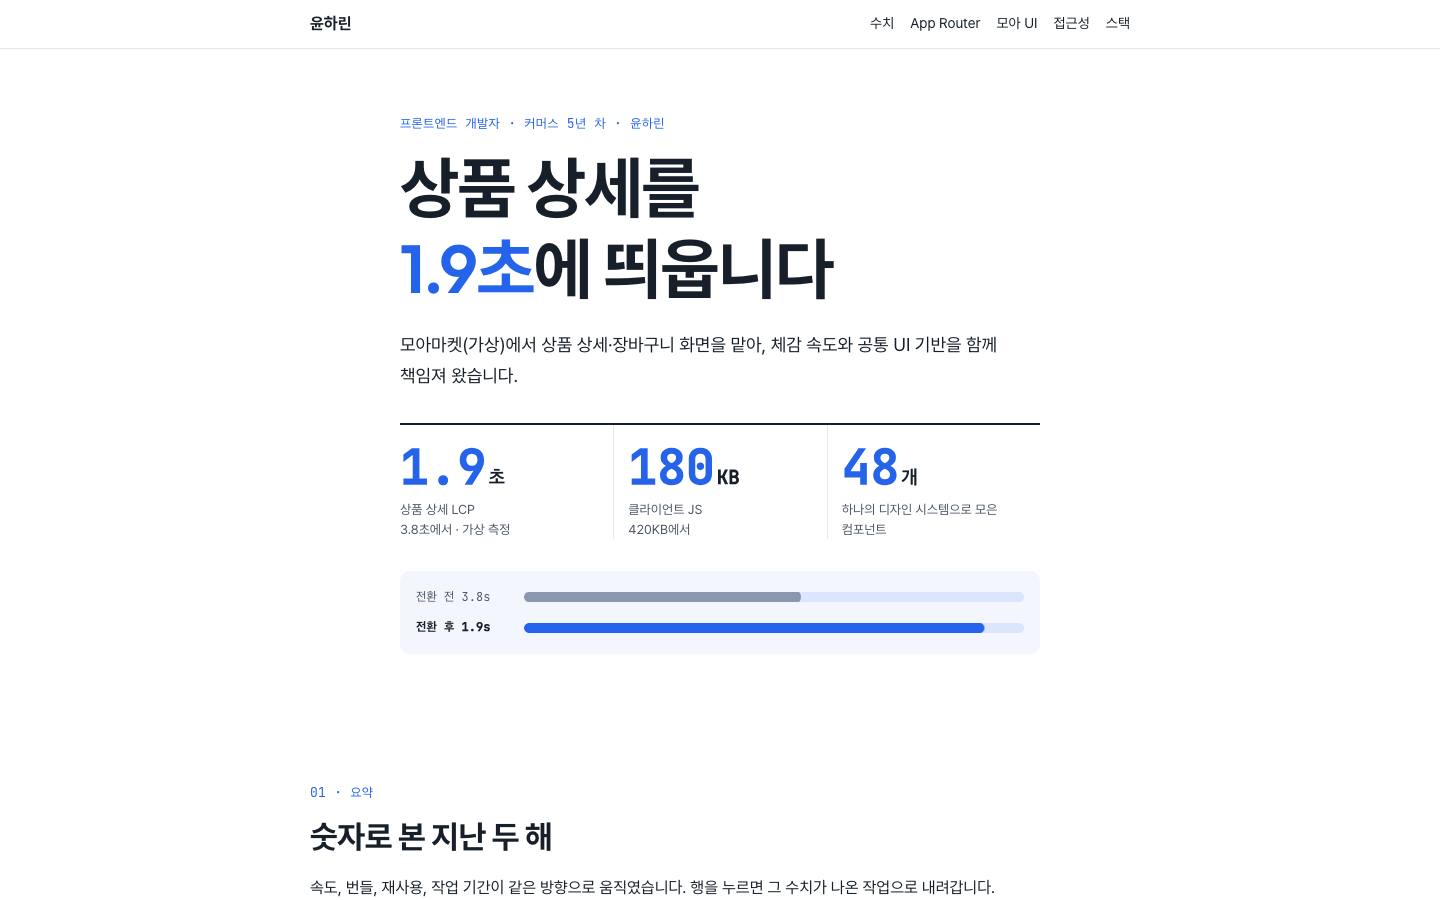 윤하린
수치 App Router 모아 UI 접근성 스택
프론트엔드 개발자 · 커머스 5년 차 · 윤하린
상품 상세를
1.9초에 띄웁니다
모아마켓(가상)에서 상품 상세·장바구니 화면을 맡아, 체감 속도와 공통 UI 기반을 함께
책임져 왔습니다.
1.9초
상품 상세 LCP
3.8초에서 · 가상 측정
180KB
클라이언트 JS
420KB에서
48개
하나의 디자인 시스템으로 모은
컴포넌트
전환 전 3.8s
전환 후 1.9s
01 · 요약
숫자로 본 지난 두 해
속도, 번들, 재사용, 작업 기간이 같은 방향으로 움직였습니다. 행을 누르면 그 수치가 나온 작업으로 내려갑니다.